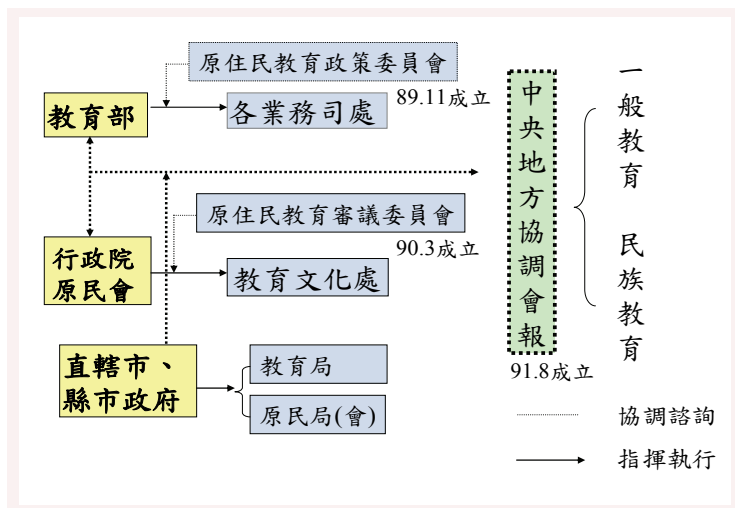 原住民教育政策委員會
89.11成立
教育部
各業務司處
原住民教育審議委員會
90.3成立
行政院
原民會
教育文化處
直轄市、
縣市政府
教育局
原民局(會)
中央地方協調會報
91.8成立
一般教育
民族教育
協調諮詢
指揮執行